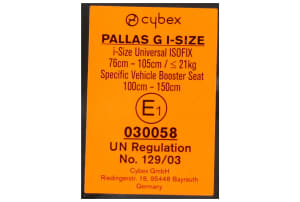 cybex
PALLAS G I-SIZE
i-Size Universal ISOFIX
76cm – 105cm / ≤ 21kg
Specific Vehicle Booster Seat
100cm – 150cm
E1
030058
UN Regulation
No. 129/03
Cybex GmbH
Riedingerstr. 18, 95448 Bayreuth
Germany